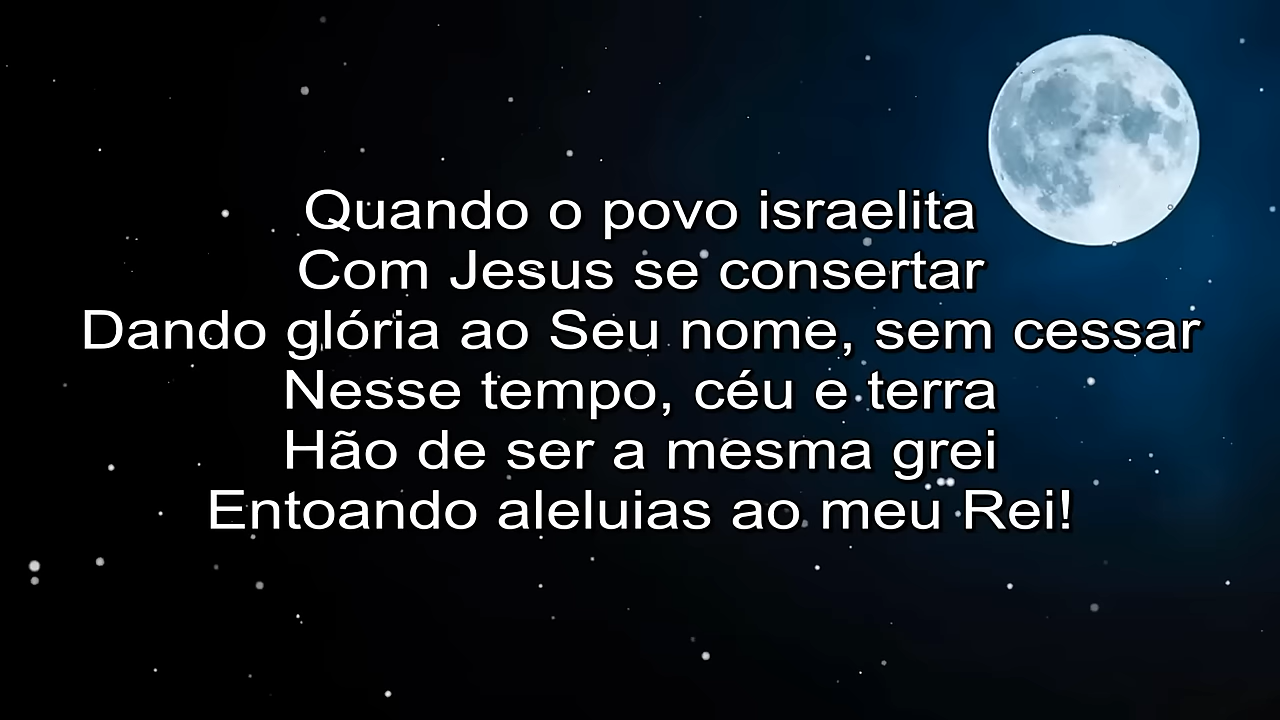 Quando o povo israelita
Com Jesus se consertar
Dando glória ao Seu nome, sem cessar
Nesse tempo, céu e terra
Hão de ser a mesma grei
Entoando aleluias ao meu Rei!